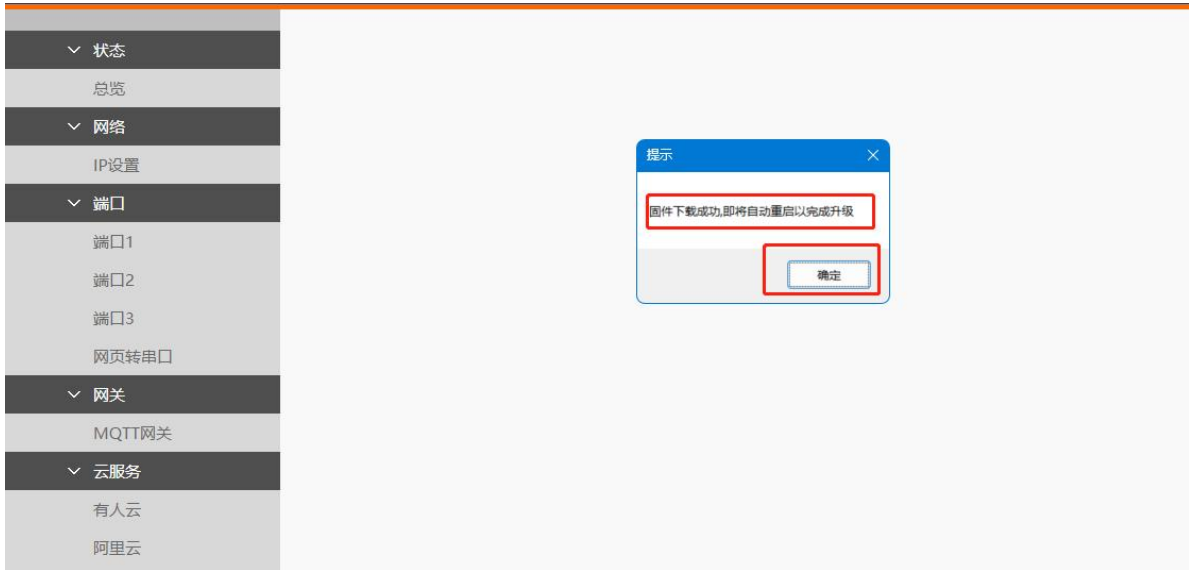 状态
总览
网络
IP设置
端口
端口1
端口2
端口3
网页转串口
网关
MQTT网关
云服务
有人云
阿里云
提示
固件下载成功,即将自动重启以完成升级
确定